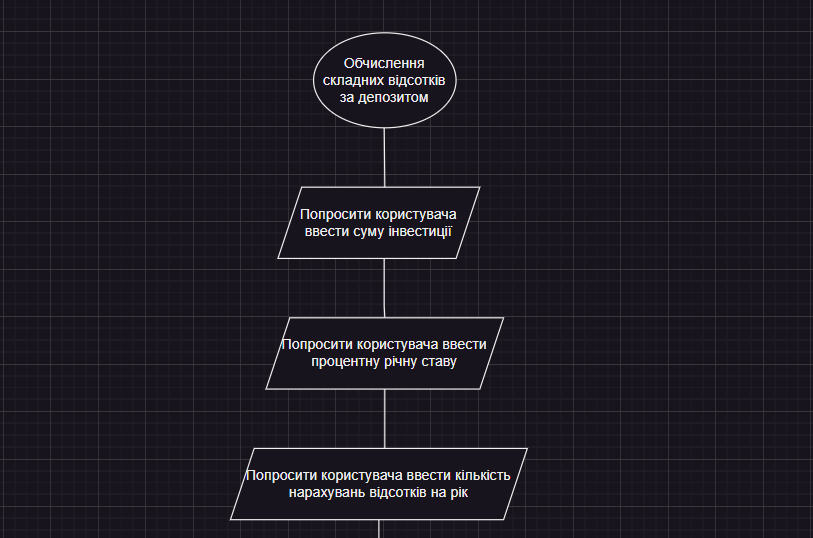 Обчислення
складних відсотків
за депозитом
Попросити користувача
ввести суму інвестиції
Попросити користувача ввести
процентну річну ставу
Попросити користувача ввести кількість
нарахувань відсотків на рік